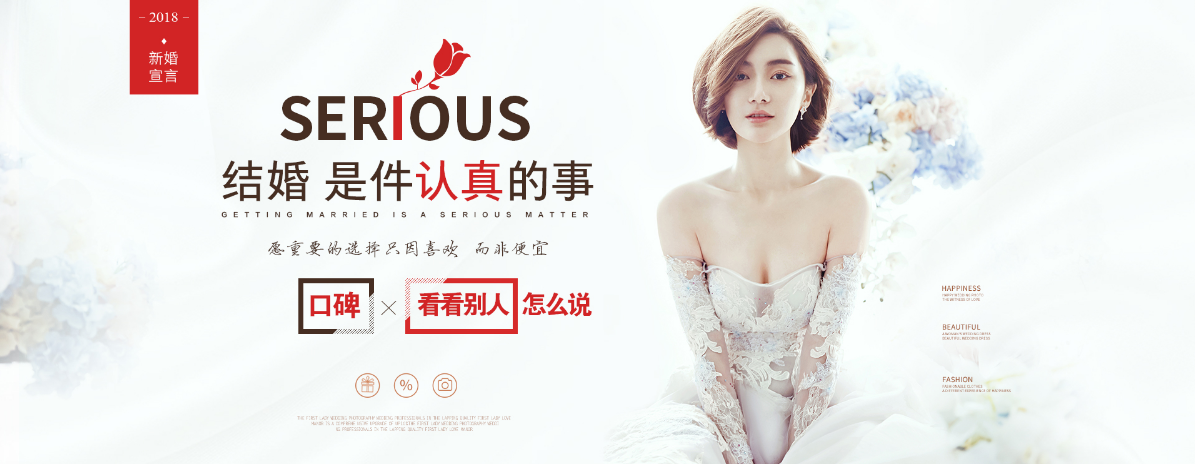 – 2018 –
新婚
宣言
SERIOUS
结婚 是件认真的事
GETTING MARRIED IS A SERIOUS MATTER
愿重要的选择只因喜欢 而非便宜
口碑 × 看看别人 怎么说
%
HAPPINESS
BEAUTIFUL
FASHION